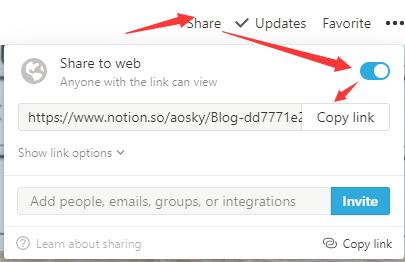 Share Updates Favorite
Share to web
Anyone with the link can view
https://www.notion.so/aosky/Blog-dd7771e2 Copy link
Show link options
Add people, emails, groups, or integrations Invite
Learn about sharing Copy link